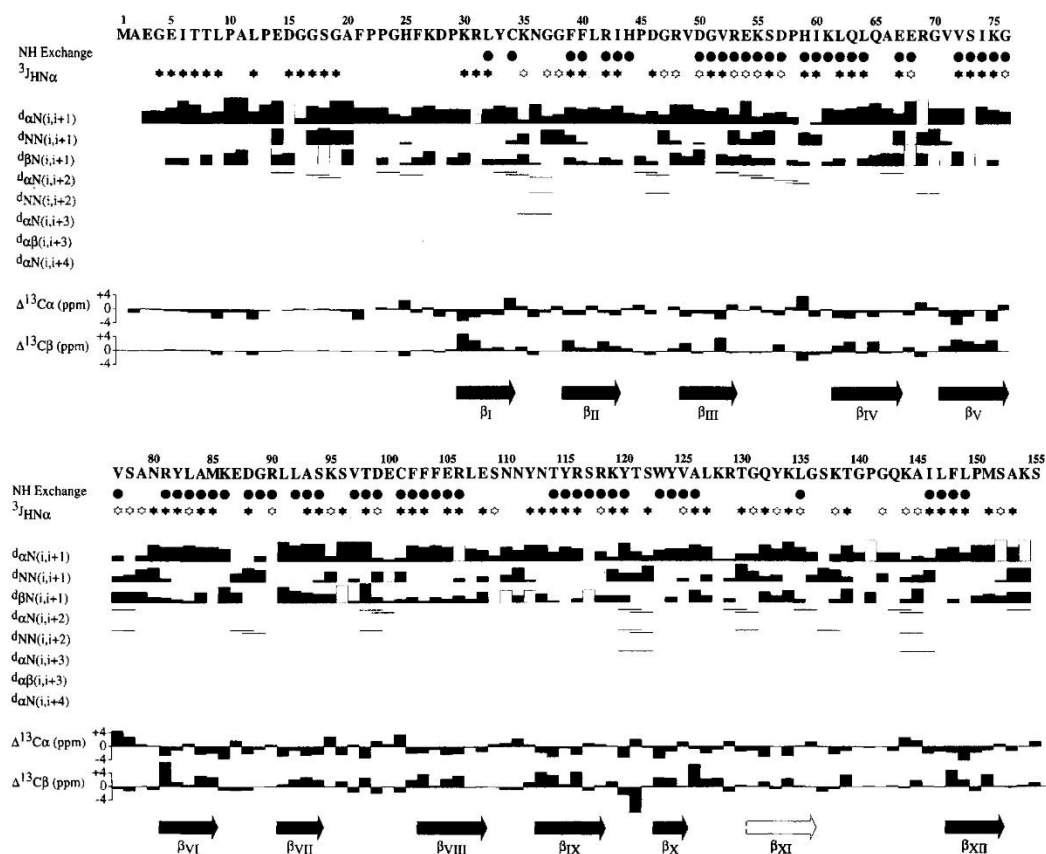 1 5 10 15 20 25 30 35 40 45 50 55 60 65 70 75
MAEGEITTLPALPEDGGSGAFPPGHFKDPKRLYCKNGGFFLRIHPDGRVDGVREKSDPHIKLQLQAEERGVVSIKG
NH Exchange
³JHNα
dαN(i,i+1)
dNN(i,i+1)
dβN(i,i+1)
dαN(i,i+2)
dNN(i,i+2)
dαN(i,i+3)
dαβ(i,i+3)
dαN(i,i+4)
Δ¹³Cα (ppm) +4 0 -4
Δ¹³Cβ (ppm) +4 0 -4
βI βII βIII βIV βV
80 85 90 95 100 105 110 115 120 125 130 135 140 145 150 155
VSANRYLAMKEDGRLLASKSVTDECFFFERLESNNYNTYRSRKYTSWYVALKRTGQYKLGSKTGPGQKAILFLPMSAKS
NH Exchange
³JHNα
dαN(i,i+1)
dNN(i,i+1)
dβN(i,i+1)
dαN(i,i+2)
dNN(i,i+2)
dαN(i,i+3)
dαβ(i,i+3)
dαN(i,i+4)
Δ¹³Cα (ppm) +4 0 -4
Δ¹³Cβ (ppm) +4 0 -4
βVI βVII βVIII βIX βX βXI βXII